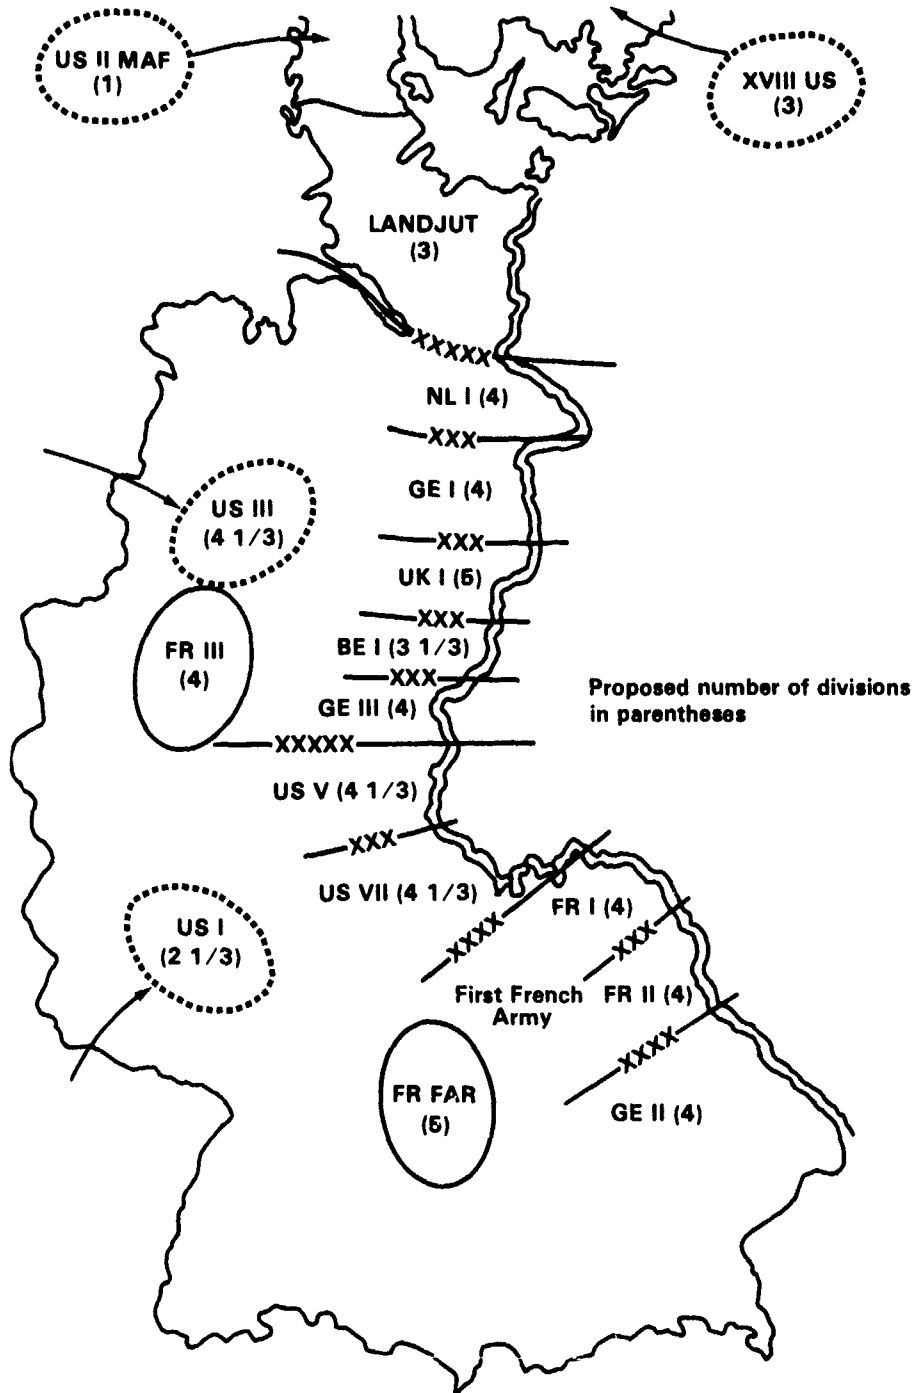 US II MAF
(1)
XVIII US
(3)
LANDJUT
(3)
XXXXX
NL I (4)
XXX
GE I (4)
US III
(4 1/3)
XXX
UK I (5)
XXX
FR III
(4)
BE I (3 1/3)
XXX
GE III (4)
Proposed number of divisions
in parentheses
XXXXX
US V (4 1/3)
XXX
US VII (4 1/3)
FR I (4)
US I
(2 1/3)
XXXX
XXX
First French
Army
FR II (4)
XXXX
FR FAR
(5)
GE II (4)